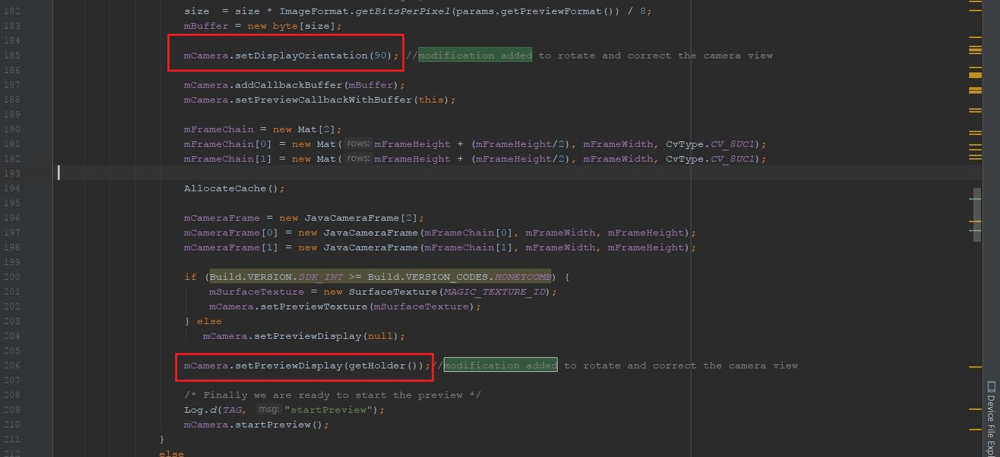 182 size  = size * ImageFormat.getBitsPerPixel(params.getPreviewFormat()) / 8;
183 mBuffer = new byte[size];
184
185 mCamera.setDisplayOrientation(90); //modification added to rotate and correct the camera view
186
187 mCamera.addCallbackBuffer(mBuffer);
188 mCamera.setPreviewCallbackWithBuffer(this);
189
190 mFrameChain = new Mat[2];
191 mFrameChain[0] = new Mat( rows: mFrameHeight + (mFrameHeight/2), mFrameWidth, CvType.CV_8UC1);
192 mFrameChain[1] = new Mat( rows: mFrameHeight + (mFrameHeight/2), mFrameWidth, CvType.CV_8UC1);
193
194 AllocateCache();
195
196 mCameraFrame = new JavaCameraFrame[2];
197 mCameraFrame[0] = new JavaCameraFrame(mFrameChain[0], mFrameWidth, mFrameHeight);
198 mCameraFrame[1] = new JavaCameraFrame(mFrameChain[1], mFrameWidth, mFrameHeight);
199
200 if (Build.VERSION.SDK_INT >= Build.VERSION_CODES.HONEYCOMB) {
201 mSurfaceTexture = new SurfaceTexture(MAGIC_TEXTURE_ID);
202 mCamera.setPreviewTexture(mSurfaceTexture);
203 } else
204 mCamera.setPreviewDisplay(null);
205
206 mCamera.setPreviewDisplay(getHolder());//modification added to rotate and correct the camera view
207
208 /* Finally we are ready to start the preview */
209 Log.d(TAG, msg: "startPreview");
210 mCamera.startPreview();
211 }
212 else
Device File Expl